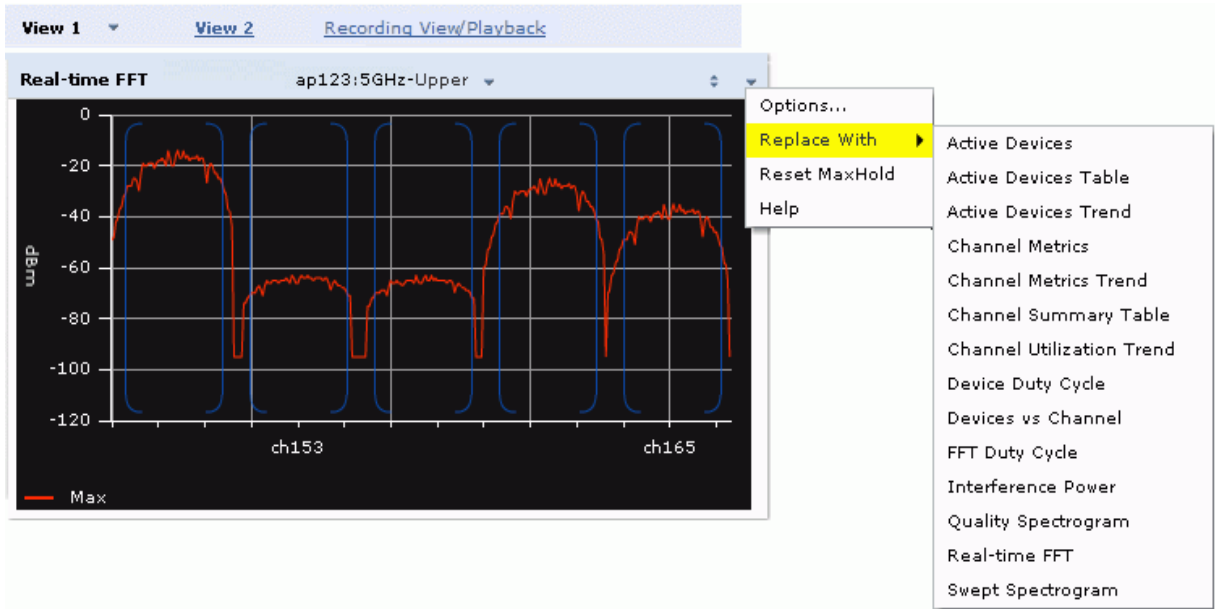 View 1 View 2 Recording View/Playback
Real-time FFT ap123:5GHz-Upper
0
-20
-40
-60
-80
-100
-120
dBm
ch153 ch165
Max
Options...
Replace With
Reset MaxHold
Help
Active Devices
Active Devices Table
Active Devices Trend
Channel Metrics
Channel Metrics Trend
Channel Summary Table
Channel Utilization Trend
Device Duty Cycle
Devices vs Channel
FFT Duty Cycle
Interference Power
Quality Spectrogram
Real-time FFT
Swept Spectrogram